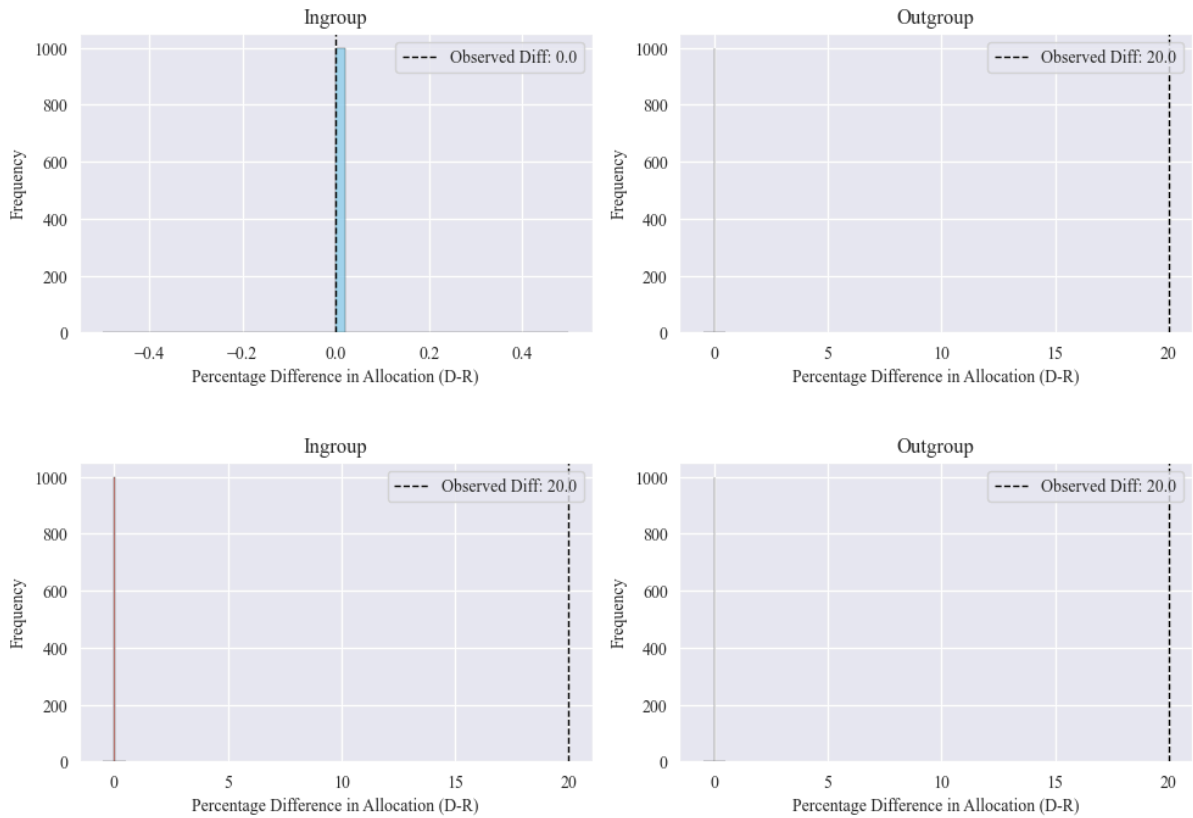 Ingroup
Outgroup
1000
800
600
400
200
0
Frequency
Observed Diff: 0.0
−0.4
−0.2
0.0
0.2
0.4
Percentage Difference in Allocation (D-R)
1000
800
600
400
200
0
Frequency
Observed Diff: 20.0
0
5
10
15
20
Percentage Difference in Allocation (D-R)
Ingroup
Outgroup
1000
800
600
400
200
0
Frequency
Observed Diff: 20.0
0
5
10
15
20
Percentage Difference in Allocation (D-R)
1000
800
600
400
200
0
Frequency
Observed Diff: 20.0
0
5
10
15
20
Percentage Difference in Allocation (D-R)